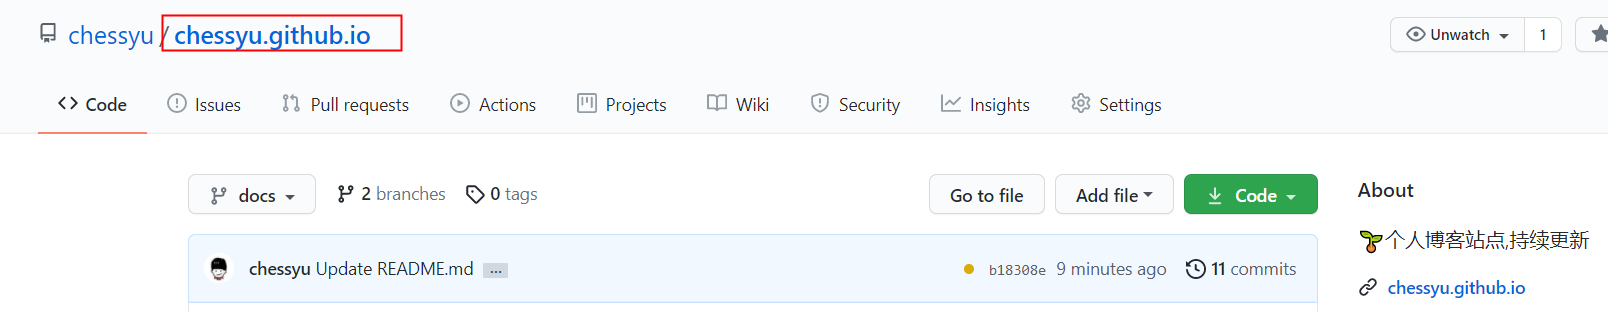 chessyu / chessyu.github.io
Unwatch 1
Code Issues Pull requests Actions Projects Wiki Security Insights Settings
docs 2 branches 0 tags Go to file Add file Code
About
个人博客站点,持续更新
chessyu Update README.md ... b18308e 9 minutes ago 11 commits
chessyu.github.io